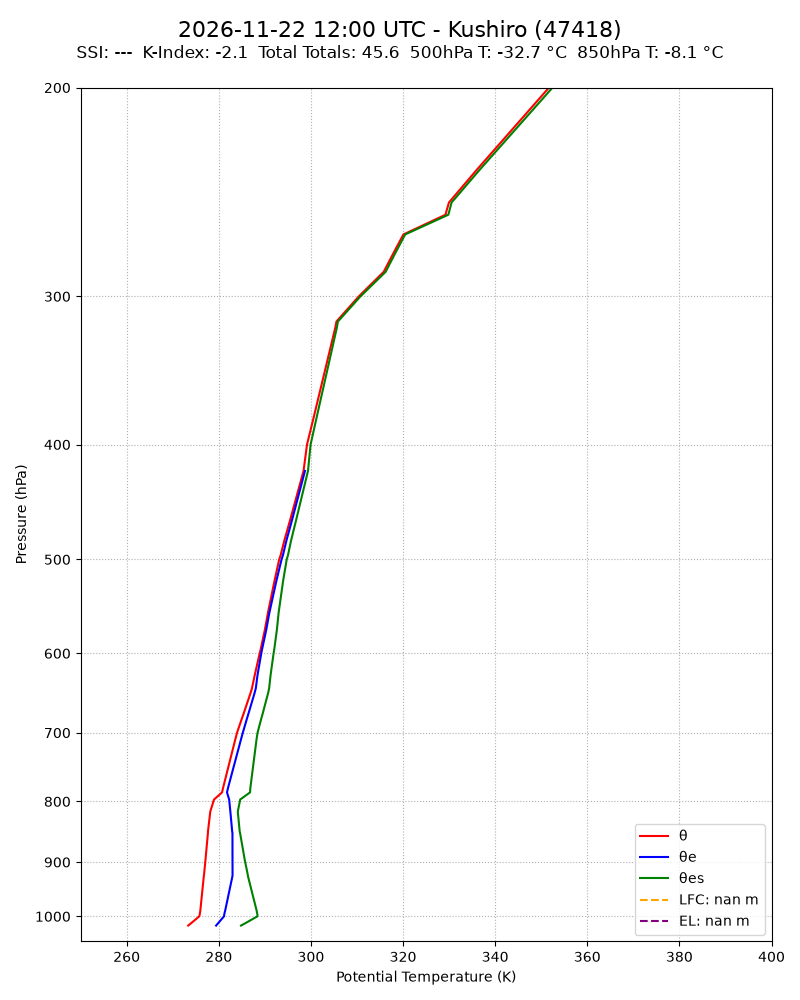 2026-11-22 12:00 UTC - Kushiro (47418)
SSI: ---  K-Index: -2.1  Total Totals: 45.6  500hPa T: -32.7 °C  850hPa T: -8.1 °C
200
300
400
500
600
700
800
900
1000
Pressure (hPa)
260 280 300 320 340 360 380 400
Potential Temperature (K)
θ
θe
θes
LFC: nan m
EL: nan m